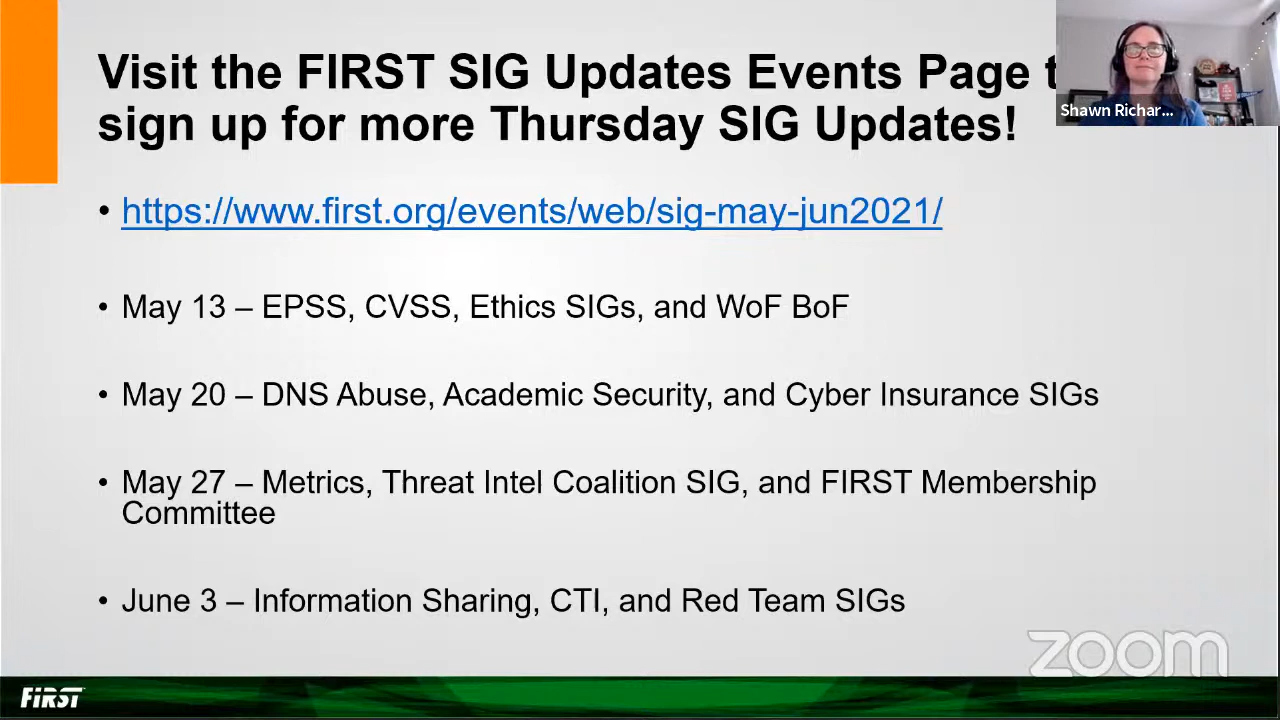 Visit the FIRST SIG Updates Events Page t
sign up for more Thursday SIG Updates!
Shawn Richar...
• https://www.first.org/events/web/sig-may-jun2021/
• May 13 – EPSS, CVSS, Ethics SIGs, and WoF BoF
• May 20 – DNS Abuse, Academic Security, and Cyber Insurance SIGs
• May 27 – Metrics, Threat Intel Coalition SIG, and FIRST Membership
Committee
• June 3 – Information Sharing, CTI, and Red Team SIGs
zoom
FiRST